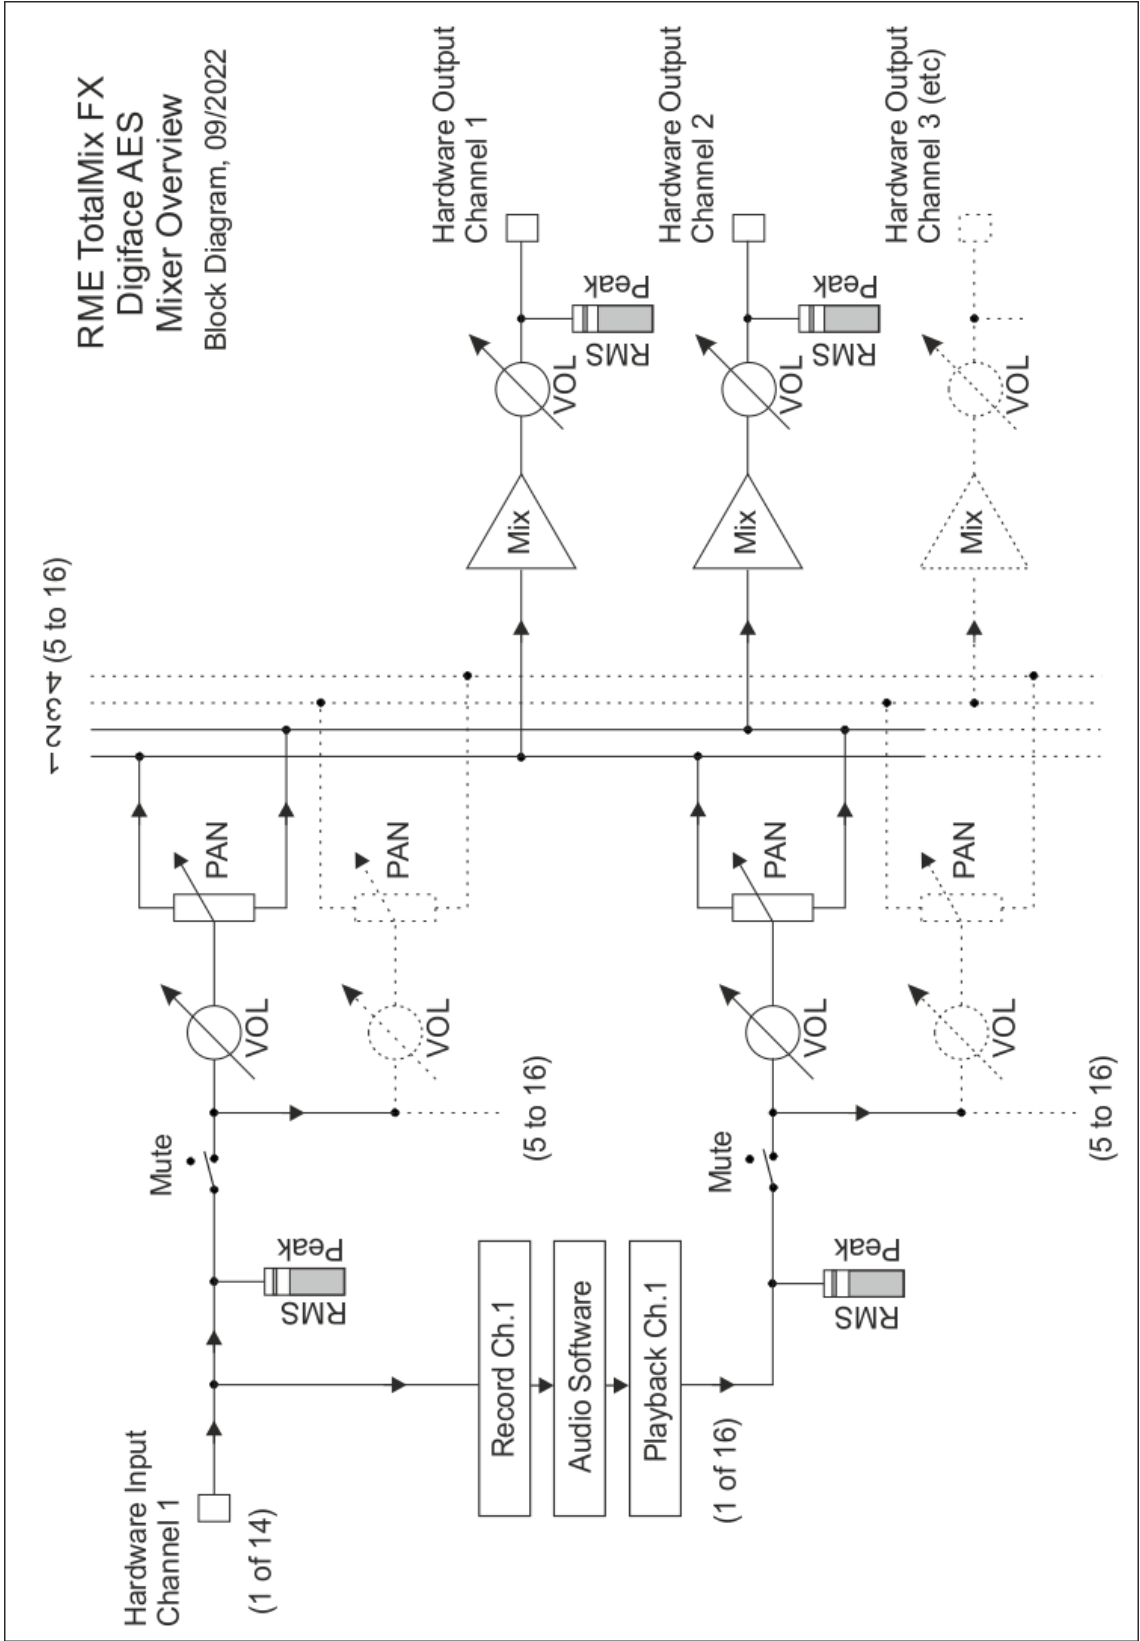 RME TotalMix FX
Digiface AES
Mixer Overview
Block Diagram, 09/2022
Hardware Input
Channel 1
(1 of 14)
RMS
Peak
Mute
VOL
PAN
VOL
PAN
(5 to 16)
1 2 3 4 (5 to 16)
Record Ch.1
Audio Software
Playback Ch.1
(1 of 16)
RMS
Peak
Mute
VOL
PAN
VOL
PAN
(5 to 16)
Mix
VOL
RMS
Peak
Hardware Output
Channel 1
Mix
VOL
RMS
Peak
Hardware Output
Channel 2
Mix
VOL
Hardware Output
Channel 3 (etc)